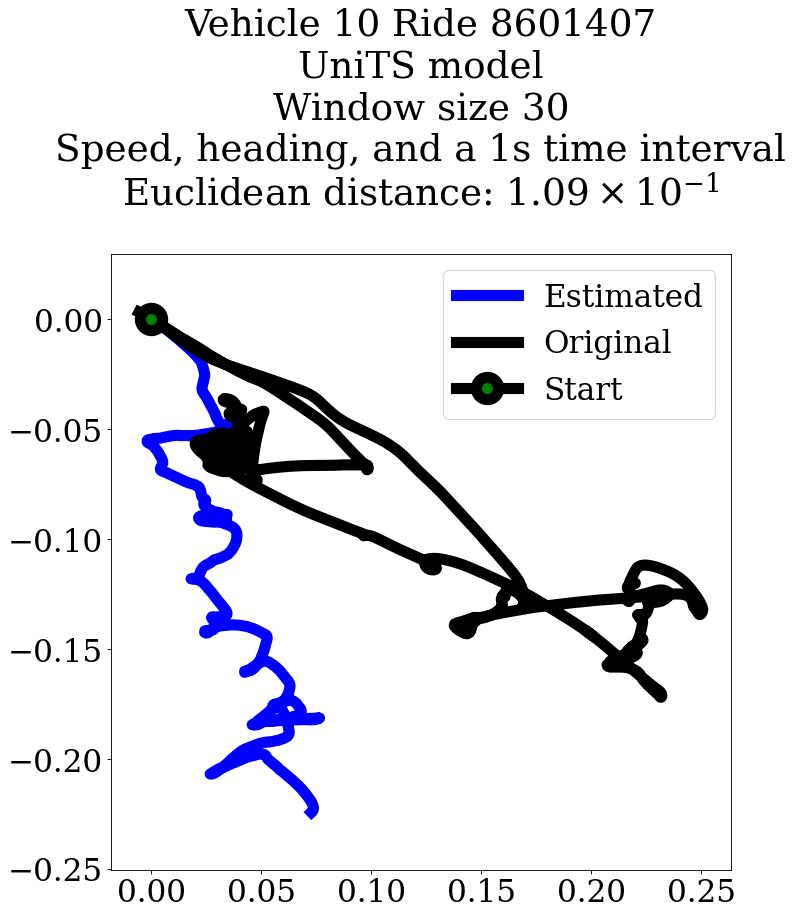 Vehicle 10 Ride 8601407
UniTS model
Window size 30
Speed, heading, and a 1s time interval
Euclidean distance: 1.09 × 10⁻¹
Estimated
Original
Start
0.00
−0.05
−0.10
−0.15
−0.20
−0.25
0.00 0.05 0.10 0.15 0.20 0.25